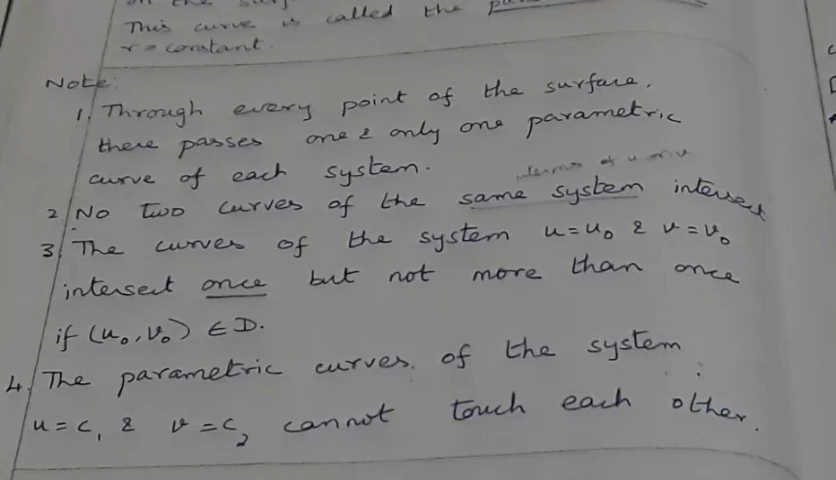 on the
This curve is called the
v = constant.
Note:
1. Through every point of the surface,
there passes one & only one parametric
curve of each system.
terms of u or v
2. No two curves of the same system intersect
3. The curves of the system u = u₀ & v = v₀
intersect once but not more than once
if (u₀, v₀) ∈ D.
4. The parametric curves of the system
u = c₁ & v = c₂ cannot touch each other.